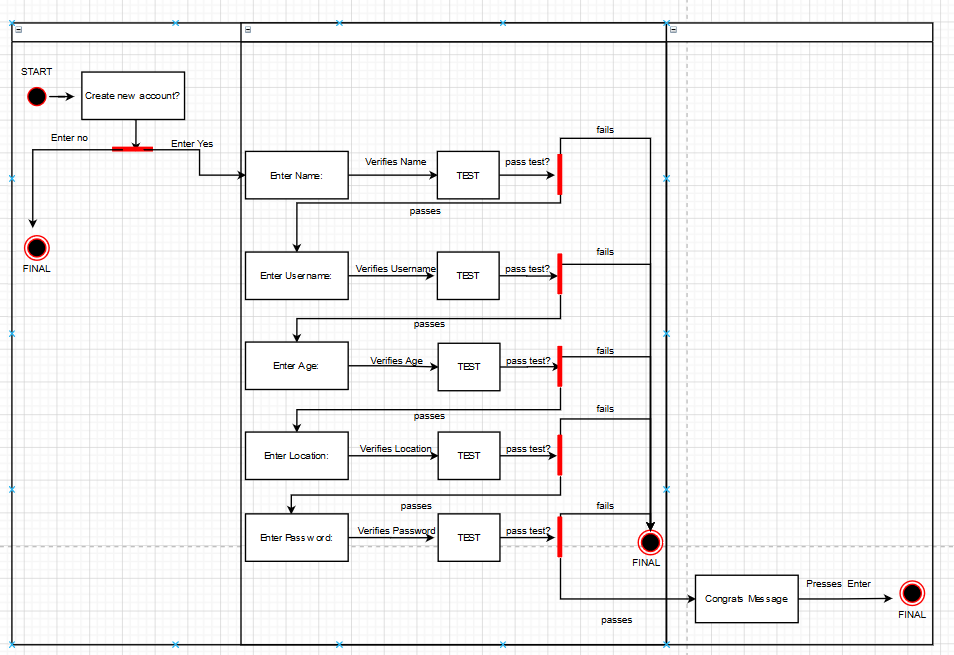 START
Create new account?
Enter no
Enter Yes
FINAL
Enter Name:
Verifies Name
TEST
pass test?
fails
passes
Enter Username:
Verifies Username
TEST
pass test?
fails
passes
Enter Age:
Verifies Age
TEST
pass test?
fails
passes
Enter Location:
Verifies Location
TEST
pass test?
fails
passes
Enter Password:
Verifies Password
TEST
pass test?
fails
FINAL
passes
Congrats Message
Presses Enter
FINAL